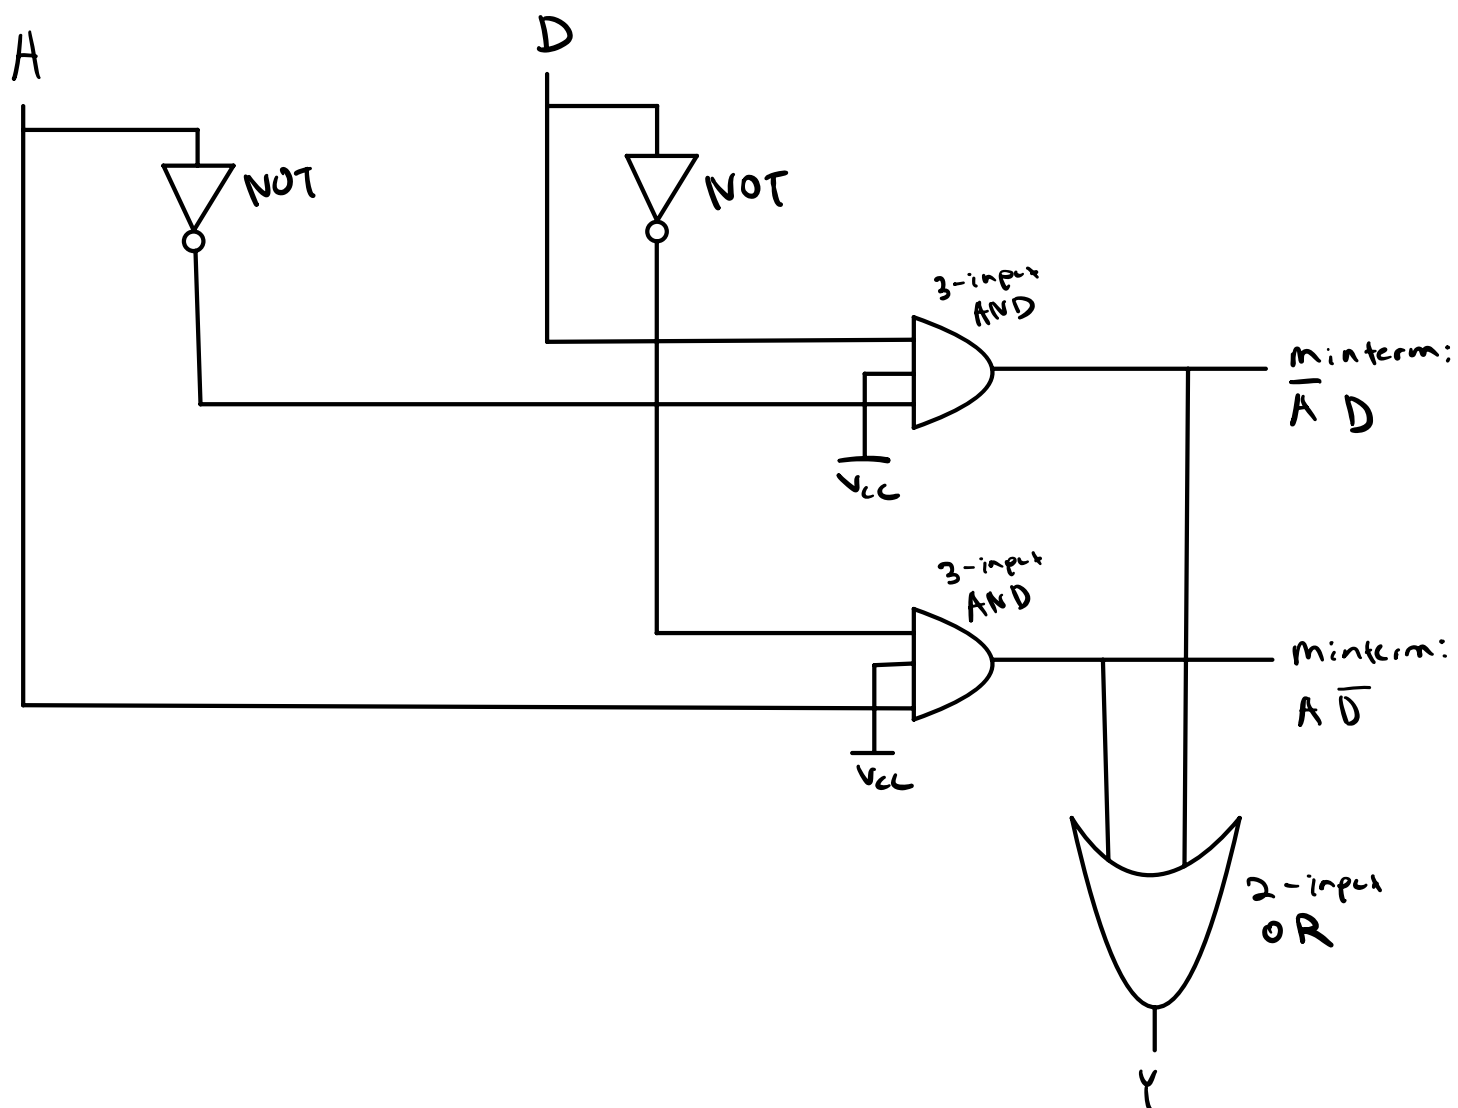 A
D
NOT
NOT
3-input
AND
minterm:
A̅ D
Vcc
3-input
AND
minterm:
A D̅
Vcc
2-input
OR
Y